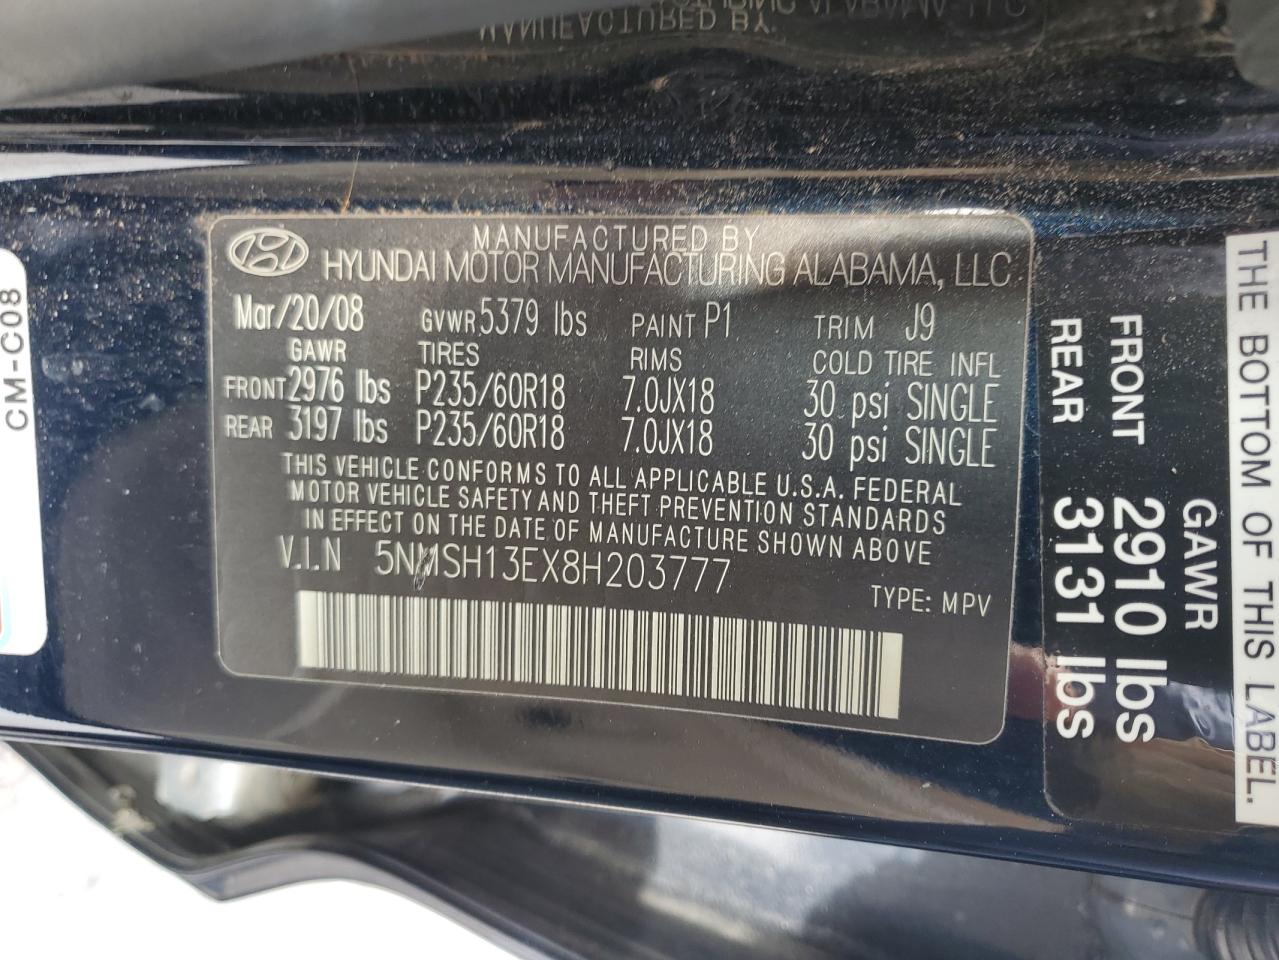 MANUFACTURED BY
HYUNDAI MOTOR MANUFACTURING ALABAMA, LLC
Mar/20/08 GVWR 5379 lbs PAINT P1 TRIM J9
GAWR TIRES RIMS COLD TIRE INFL
FRONT 2976 lbs P235/60R18 7.0JX18 30 psi SINGLE
REAR 3197 lbs P235/60R18 7.0JX18 30 psi SINGLE
THIS VEHICLE CONFORMS TO ALL APPLICABLE U.S.A. FEDERAL
MOTOR VEHICLE SAFETY AND THEFT PREVENTION STANDARDS
IN EFFECT ON THE DATE OF MANUFACTURE SHOWN ABOVE
V.I.N 5NMSH13EX8H203777
TYPE: MPV
CM-C08
THE BOTTOM OF THIS LABEL.
GAWR
FRONT 2910 lbs
REAR 3131 lbs
MANUFACTURED BY